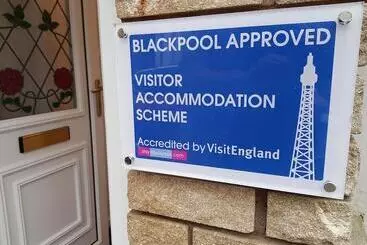 BLACKPOOL APPROVED
VISITOR
ACCOMMODATION
SCHEME
Accredited by VisitEngland